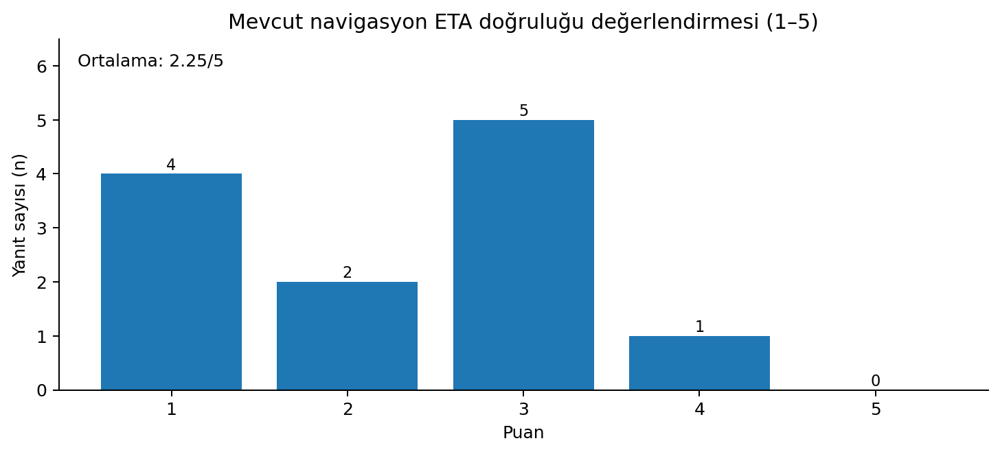 Mevcut navigasyon ETA doğruluğu değerlendirmesi (1–5)
Ortalama: 2.25/5
Yanıt sayısı (n)
6
5
4
3
2
1
0
4
2
5
1
0
1 2 3 4 5
Puan